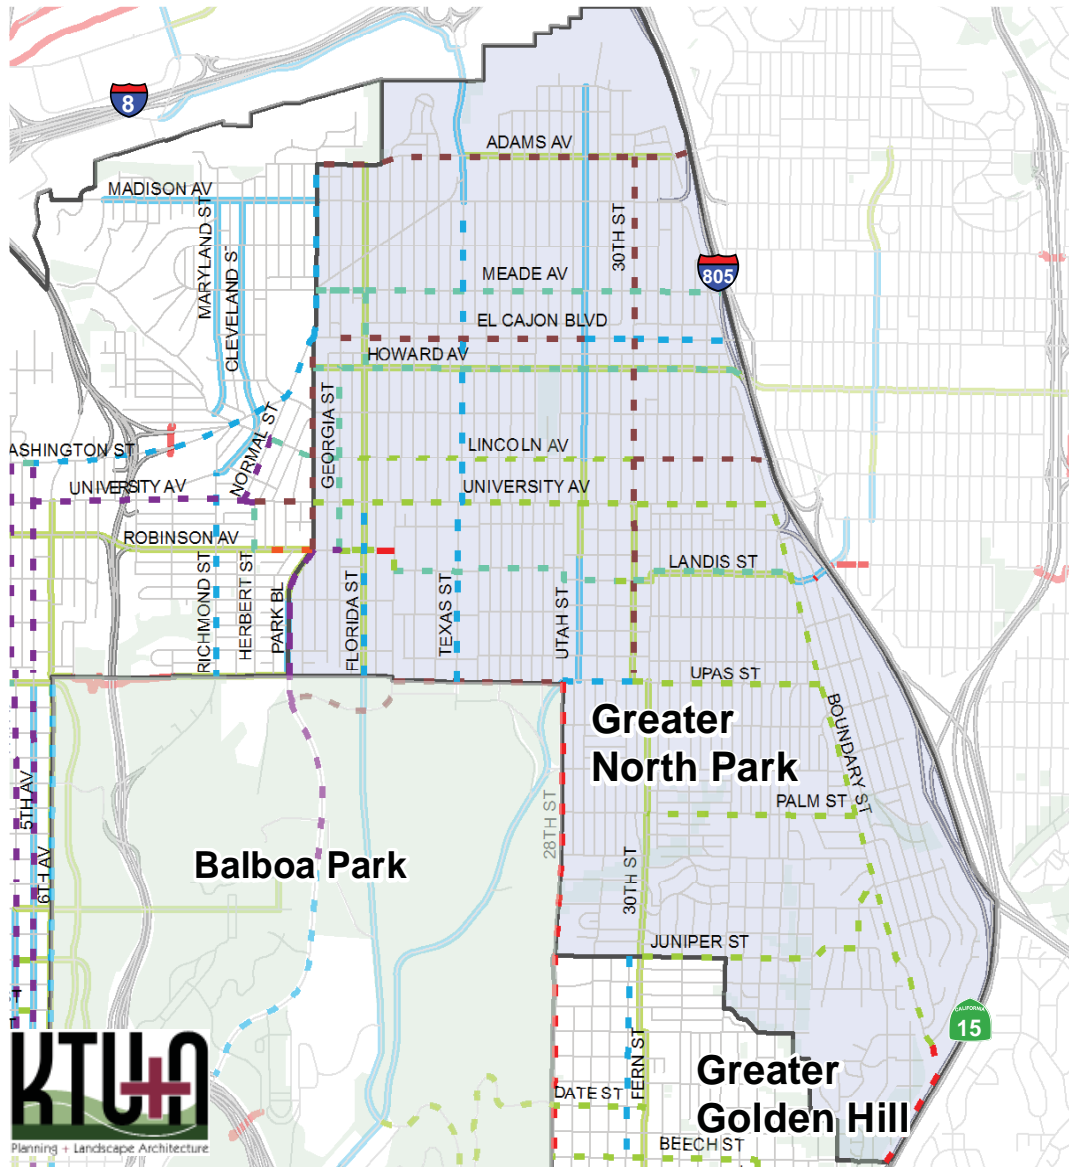 8
ADAMS AV
MADISON AV
MARYLAND ST
CLEVELAND S
30TH ST
MEADE AV
805
EL CAJON BLVD
HOWARD AV
GEORGIA ST
NORMAL ST
ASHINGTON ST
LINCOLN AV
UNIVERSITY AV
UNIVERSITY AV
ROBINSON AV
LANDIS ST
RICHMOND ST
HERBERT ST
PARK BL
FLORIDA ST
TEXAS ST
UTAH ST
UPAS ST
Greater
North Park
BOUNDARY ST
PALM ST
5TH AV
6TH AV
28TH ST
30TH ST
Balboa Park
JUNIPER ST
CALIFORNIA
15
FERN ST
Greater
Golden Hill
DATE ST
BEECH ST
KTU+A
Planning + Landscape Architecture